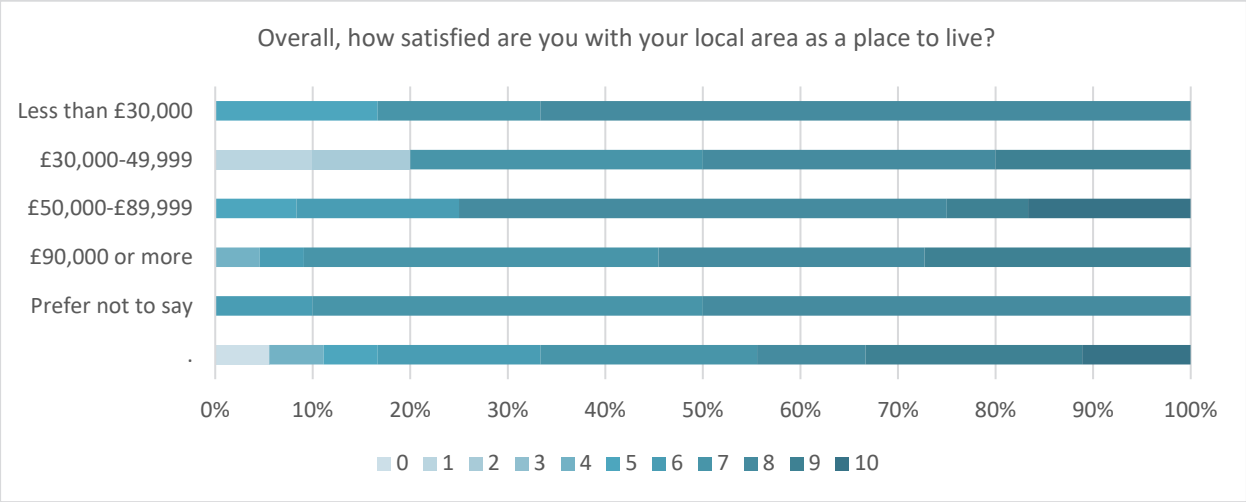 Overall, how satisfied are you with your local area as a place to live?
Less than £30,000
£30,000-49,999
£50,000-£89,999
£90,000 or more
Prefer not to say
.
0% 10% 20% 30% 40% 50% 60% 70% 80% 90% 100%
0 1 2 3 4 5 6 7 8 9 10